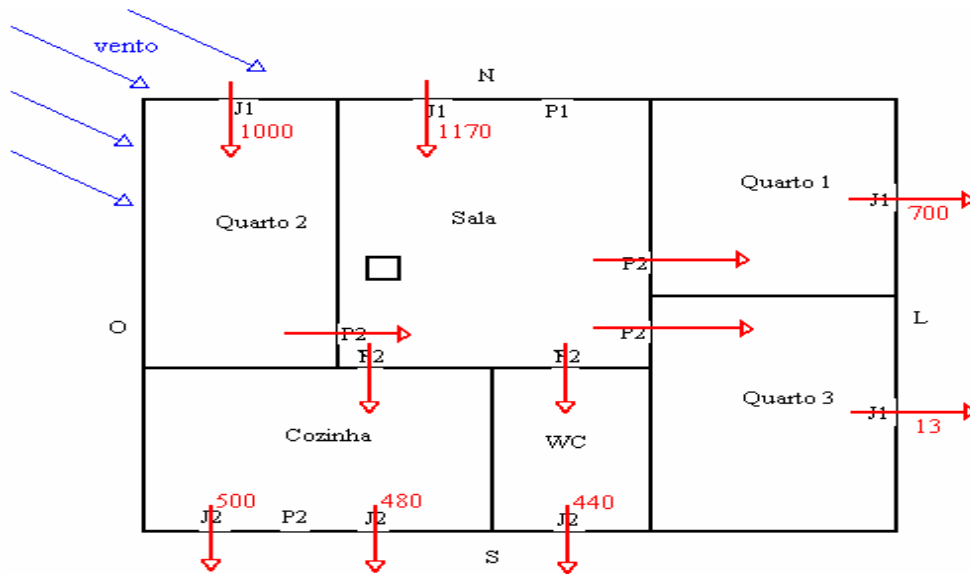 vento
N
J1
1000
J1
1170
P1
Quarto 1
J1
700
Quarto 2
Sala
P2
O
P2
P2
L
P2
P2
Quarto 3
J1
13
Cozinha
WC
500
480
440
J2
P2
J2
J2
S